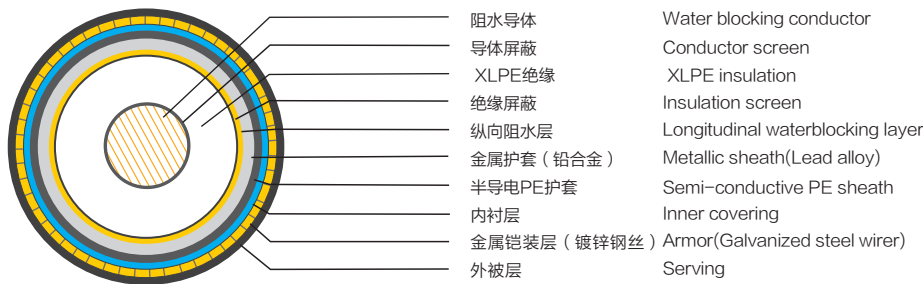 阻水导体 Water blocking conductor
导体屏蔽 Conductor screen
XLPE绝缘 XLPE insulation
绝缘屏蔽 Insulation screen
纵向阻水层 Longitudinal waterblocking layer
金属护套（铅合金） Metallic sheath(Lead alloy)
半导电PE护套 Semi-conductive PE sheath
内衬层 Inner covering
金属铠装层（镀锌钢丝） Armor(Galvanized steel wirer)
外被层 Serving